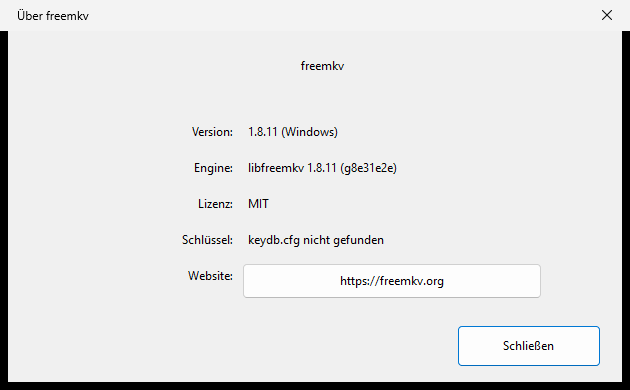 Über freemkv
freemkv
Version: 1.8.11 (Windows)
Engine: libfreemkv 1.8.11 (g8e31e2e)
Lizenz: MIT
Schlüssel: keydb.cfg nicht gefunden
Website: https://freemkv.org
Schließen